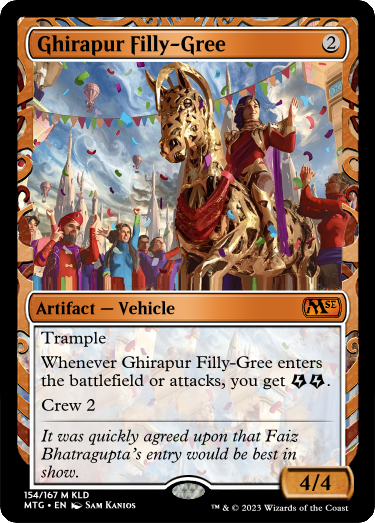 Ghirapur Filly-Gree 2
Artifact — Vehicle MSE
Trample
Whenever Ghirapur Filly-Gree enters
the battlefield or attacks, you get .
Crew 2
It was quickly agreed upon that Faiz
Bhatragupta's entry would be best in
show.
4/4
154/167 M KLD
MTG • EN Sam Kanios
™ & © 2023 Wizards of the Coast